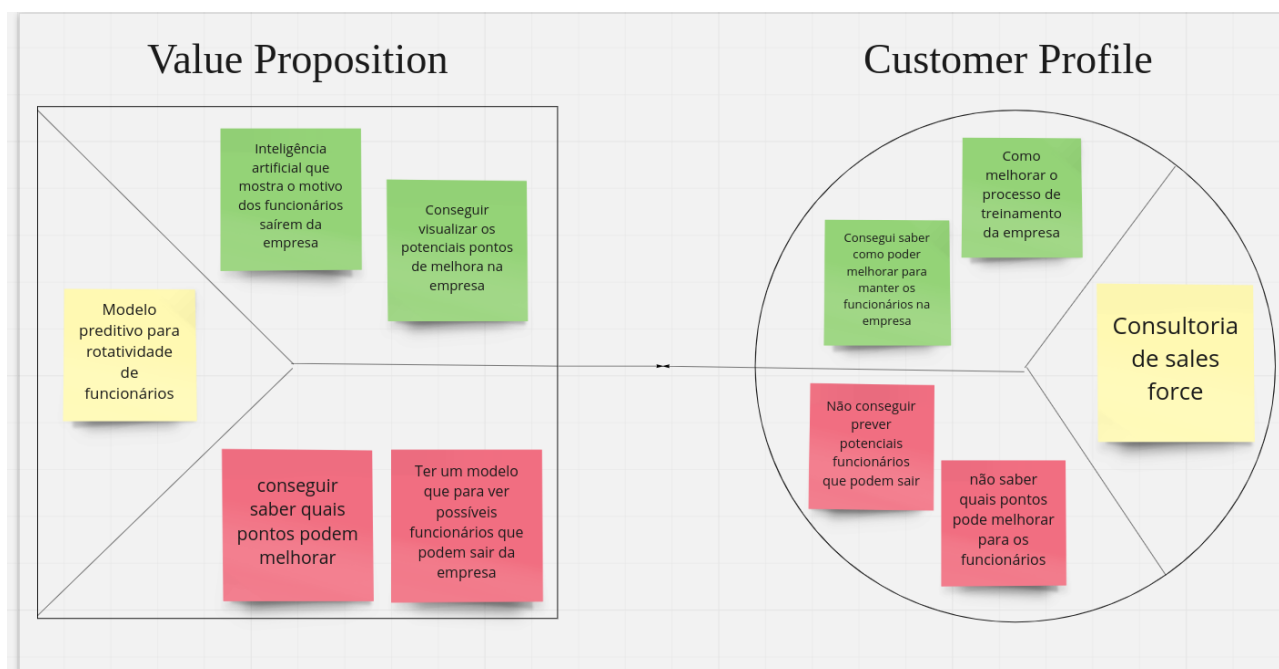 Value Proposition
Inteligência
artificial que
mostra o motivo
dos funcionários
saírem da
empresa
Conseguir
visualizar os
potenciais pontos
de melhora na
empresa
Modelo
preditivo para
rotatividade
de
funcionários
conseguir
saber quais
pontos podem
melhorar
Ter um modelo
que para ver
possíveis
funcionários que
podem sair da
empresa
Customer Profile
Como
melhorar o
processo de
treinamento
da empresa
Consegui saber
como poder
melhorar para
manter os
funcionários na
empresa
Consultoria
de sales
force
Não conseguir
prever
potenciais
funcionários
que podem sair
não saber
quais pontos
pode melhorar
para os
funcionários